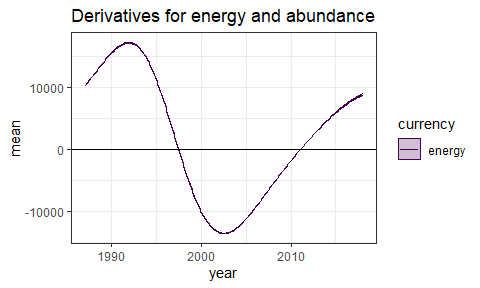 Derivatives for energy and abundance
10000
0
-10000
mean
1990
2000
2010
year
currency
energy